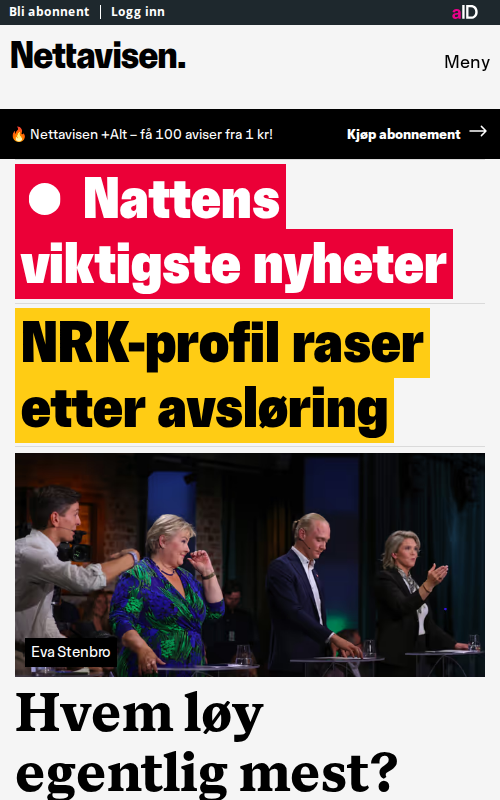 Bli abonnent | Logg inn
aID
Nettavisen.
Meny
🔥 Nettavisen +Alt – få 100 aviser fra 1 kr!
Kjøp abonnement →
Nattens
viktigste nyheter
NRK-profil raser
etter avsløring
Eva Stenbro
Hvem løy
egentlig mest?